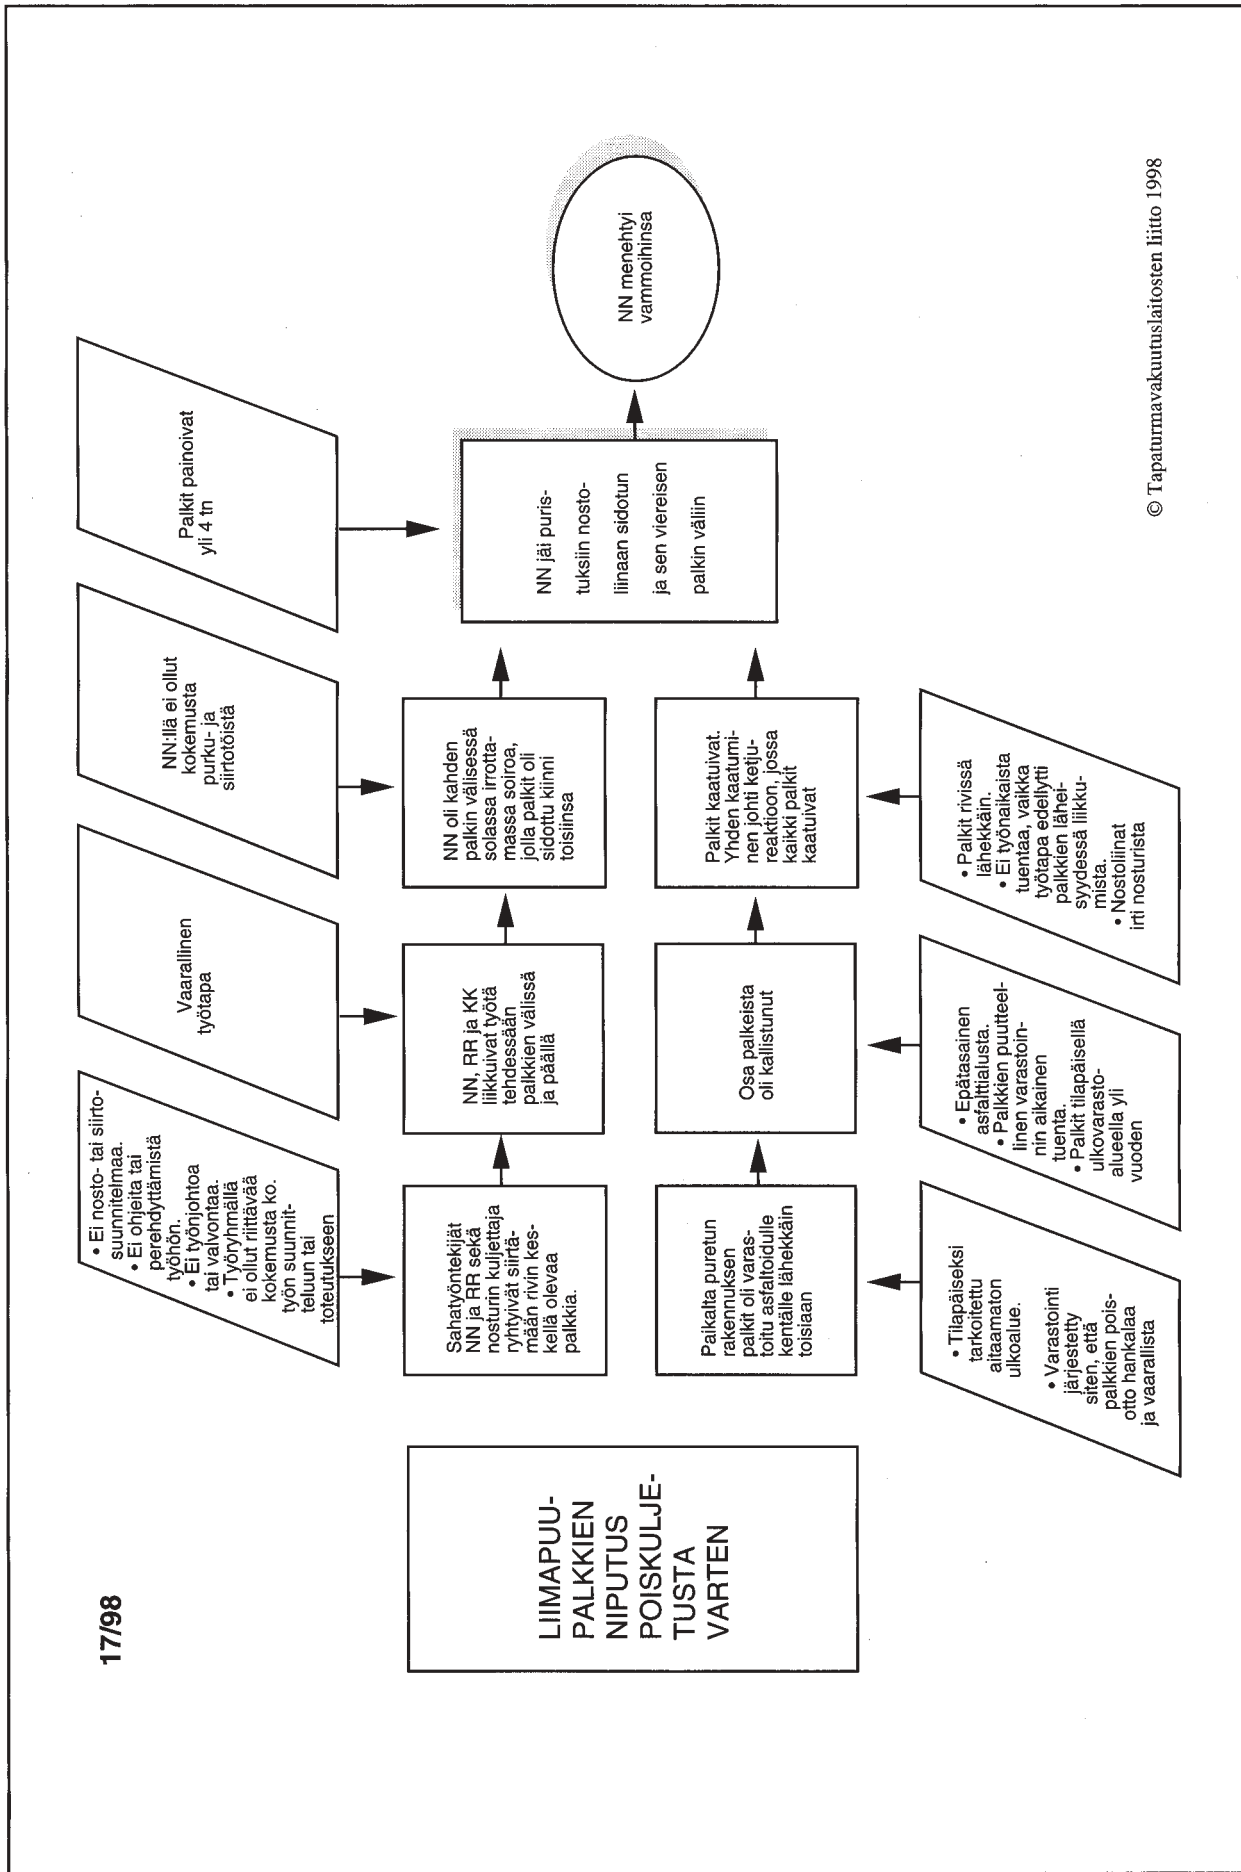 17/98
LIIMAPUU-
PALKKIEN
NIPUTUS
POISKULJE-
TUSTA
VARTEN
• Ei nosto- tai siirto-
suunnitelmaa.
• Ei ohjeita tai
perehdyttämistä
työhön.
• Ei työnjohtoa
tai valvontaa.
• Työryhmällä
ei ollut riittävää
kokemusta ko.
työn suunnit-
teluun tai
toteutukseen
Vaarallinen
työtapa
NN:llä ei ollut
kokemusta
purku- ja
siirtotöistä
Palkit painoivat
yli 4 tn
Sahatyöntekijät
NN ja RR sekä
nosturin kuljettaja
ryhtyivät siirtä-
mään rivin kes-
kellä olevaa
palkkia.
NN, RR ja KK
liikkuivat työtä
tehdessään
palkkien välissä
ja päällä
NN oli kahden
palkin välisessä
solassa irrotta-
massa soiroa,
jolla palkit oli
sidottu kiinni
toisiinsa
NN jäi puris-
tuksiin nosto-
liinaan sidotun
ja sen viereisen
palkin väliin
NN menehtyi
vammoihinsa
Paikalta puretun
rakennuksen
palkit oli varas-
toitu asfaltoidulle
kentälle lähekkäin
toisiaan
Osa palkeista
oli kallistunut
Palkit kaatuivat.
Yhden kaatumi-
nen johti ketju-
reaktioon, jossa
kaikki palkit
kaatuivat
• Tilapäiseksi
tarkoitettu
aitaamaton
ulkoalue.
• Varastointi
järjestetty
siten, että
palkkien pois-
otto hankalaa
ja vaarallista
• Epätasainen
asfalttialusta.
• Palkkien puutteel-
linen varastoin-
nin aikainen
tuenta.
• Palkit tilapäisellä
ulkovarasto-
alueella yli
vuoden
• Palkit rivissä
lähekkäin.
• Ei työnaikaista
tuentaa, vaikka
työtapa edellytti
palkkien lähei-
syydessä liikku-
mista.
• Nostoliinat
irti nosturista
© Tapaturmavakuutuslaitosten liitto 1998